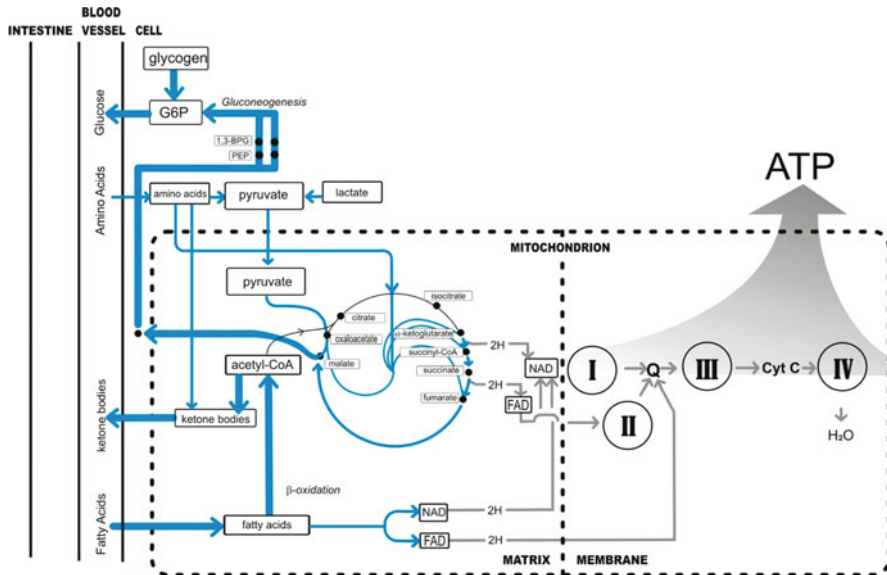 BLOOD
INTESTINE VESSEL CELL
glycogen
Glucose
G6P
Gluconeogenesis
1,3-BPG
PEP
ATP
Amino Acids
amino acids
pyruvate
lactate
MITOCHONDRION
pyruvate
isocitrate
citrate
oxaloacetate
α-ketoglutarate
2H
succinyl-CoA
acetyl-CoA
malate
succinate
NAD
I
Q
III
Cyt C
IV
2H
fumarate
FAD
II
H₂O
ketone bodies
ketone bodies
β-oxidation
Fatty Acids
fatty acids
NAD
2H
FAD
2H
MATRIX
MEMBRANE